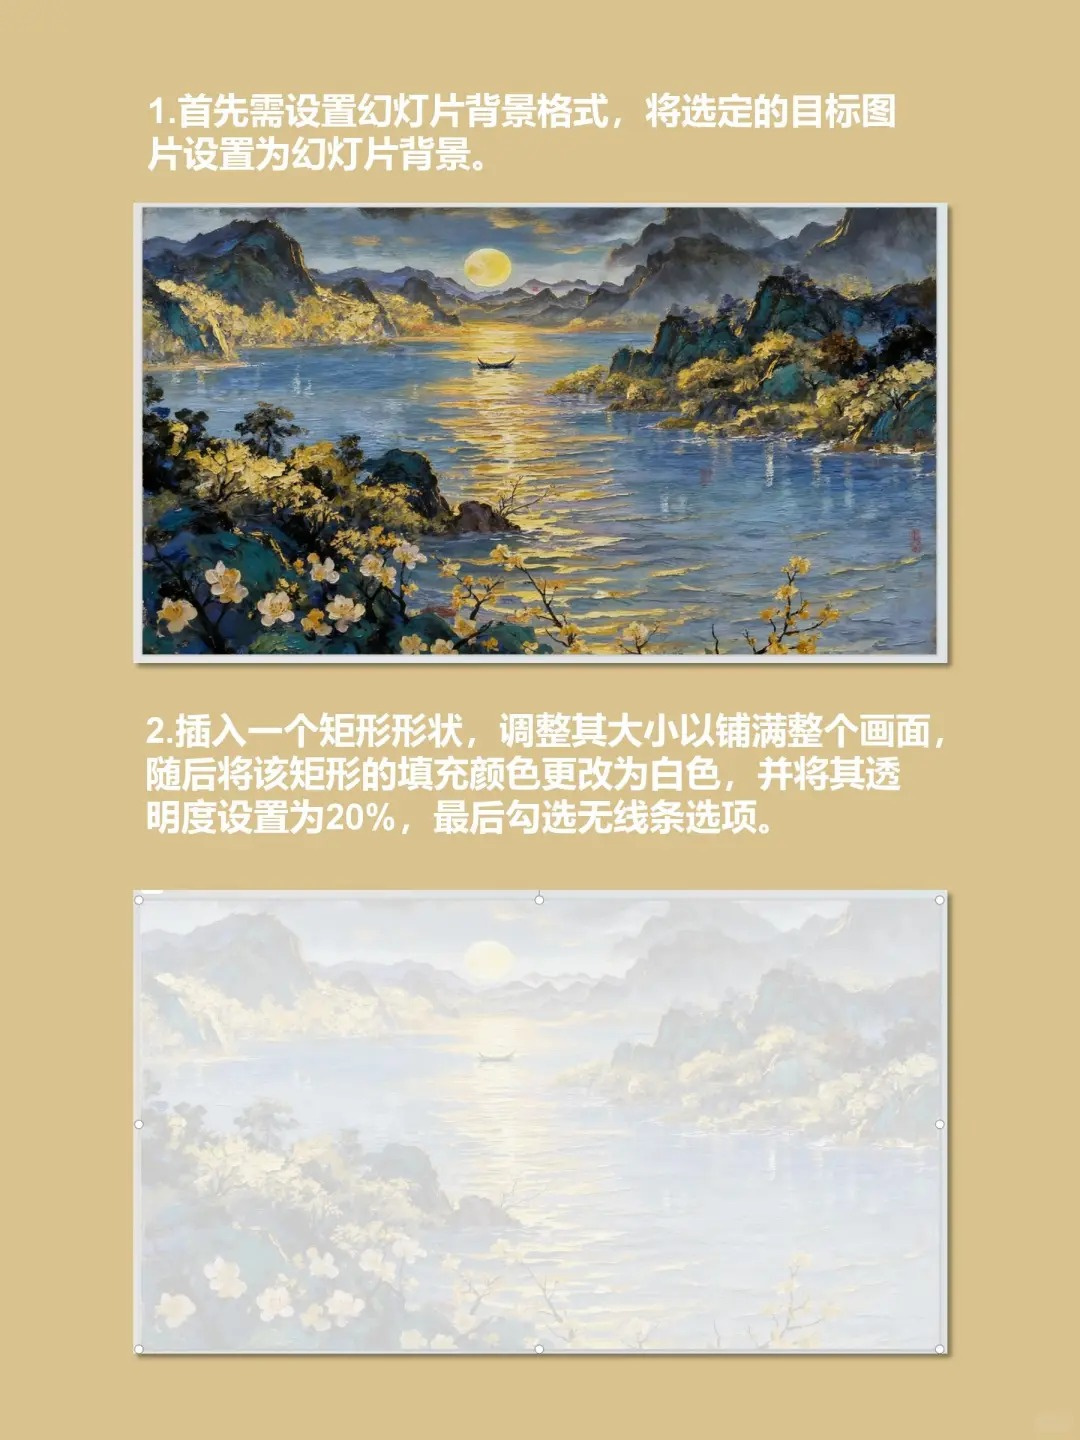 1.首先需设置幻灯片背景格式，将选定的目标图
片设置为幻灯片背景。
2.插入一个矩形形状，调整其大小以铺满整个画面，
随后将该矩形的填充颜色更改为白色，并将其透
明度设置为20%，最后勾选无线条选项。